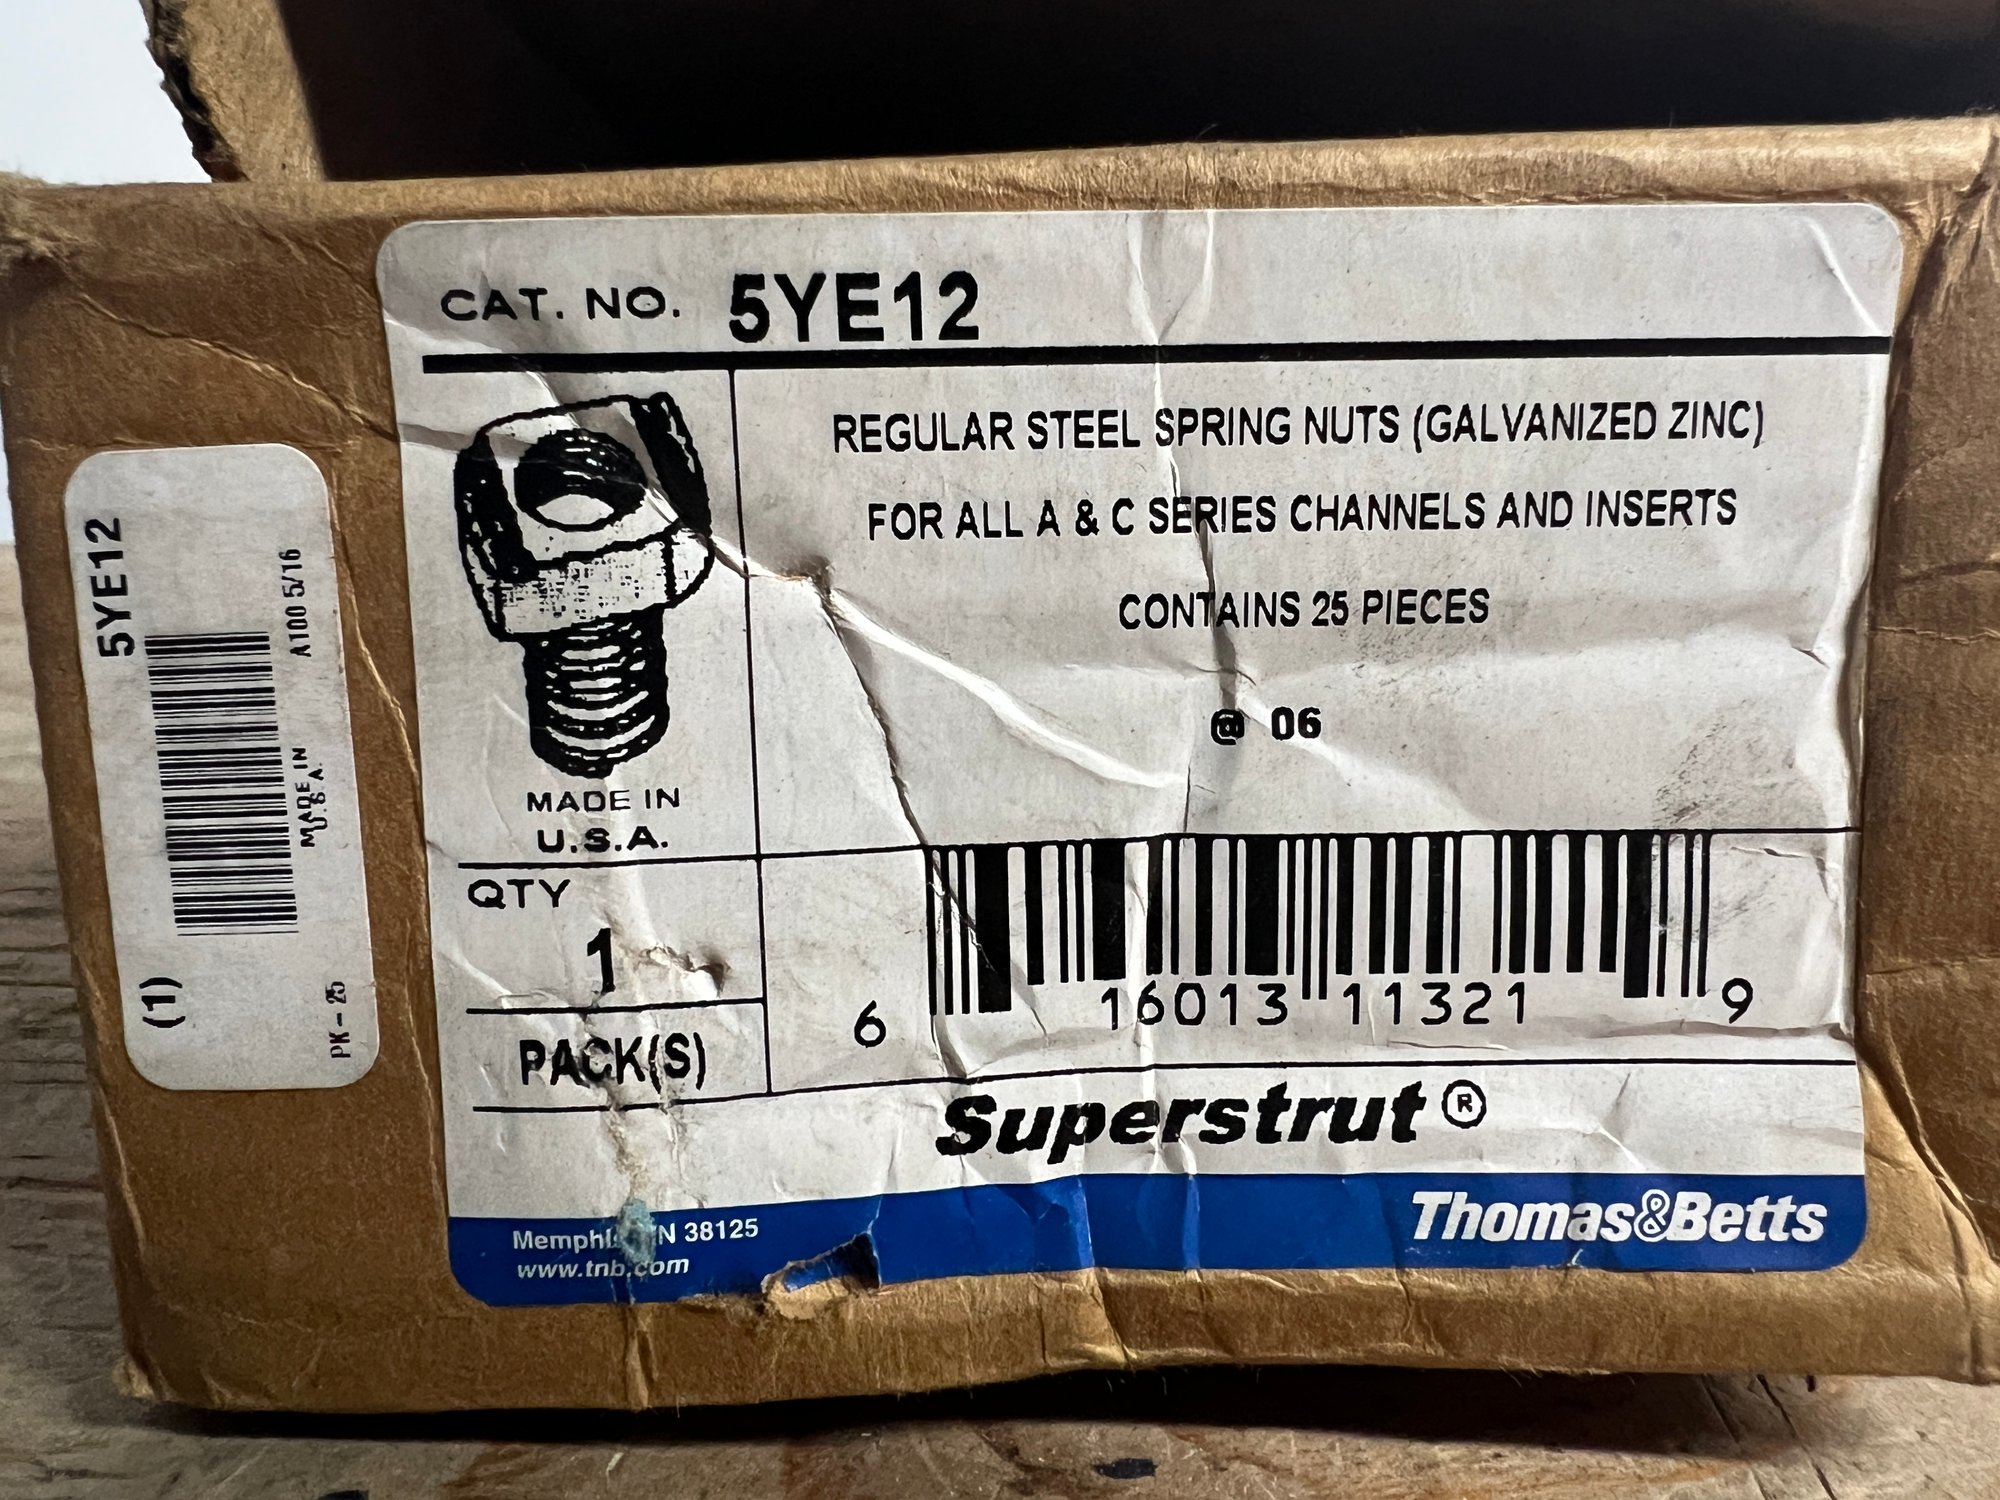 CAT. NO. 5YE12
REGULAR STEEL SPRING NUTS (GALVANIZED ZINC)
FOR ALL A & C SERIES CHANNELS AND INSERTS
CONTAINS 25 PIECES
@ 06
MADE IN
U.S.A.
QTY
1
PACK(S)
6 16013 11321 9
Superstrut®
Thomas&Betts
38125
www.tnb.com
5YE12
A100 5/16
MADE IN
U.S.A.
(1)
PK-25